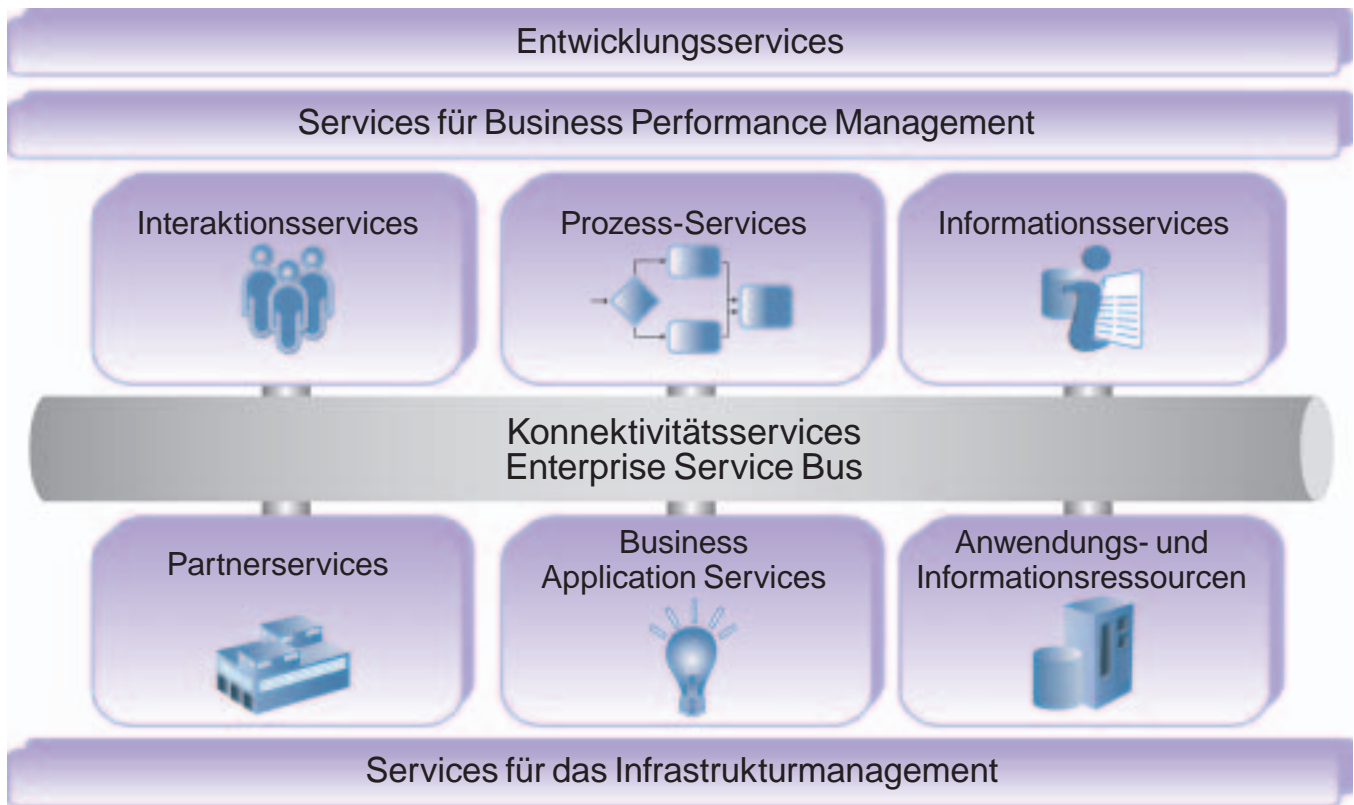 Entwicklungsservices
Services für Business Performance Management
Interaktionsservices
Prozess-Services
Informationsservices
Konnektivitätsservices
Enterprise Service Bus
Partnerservices
Business
Application Services
Anwendungs- und
Informationsressourcen
Services für das Infrastrukturmanagement